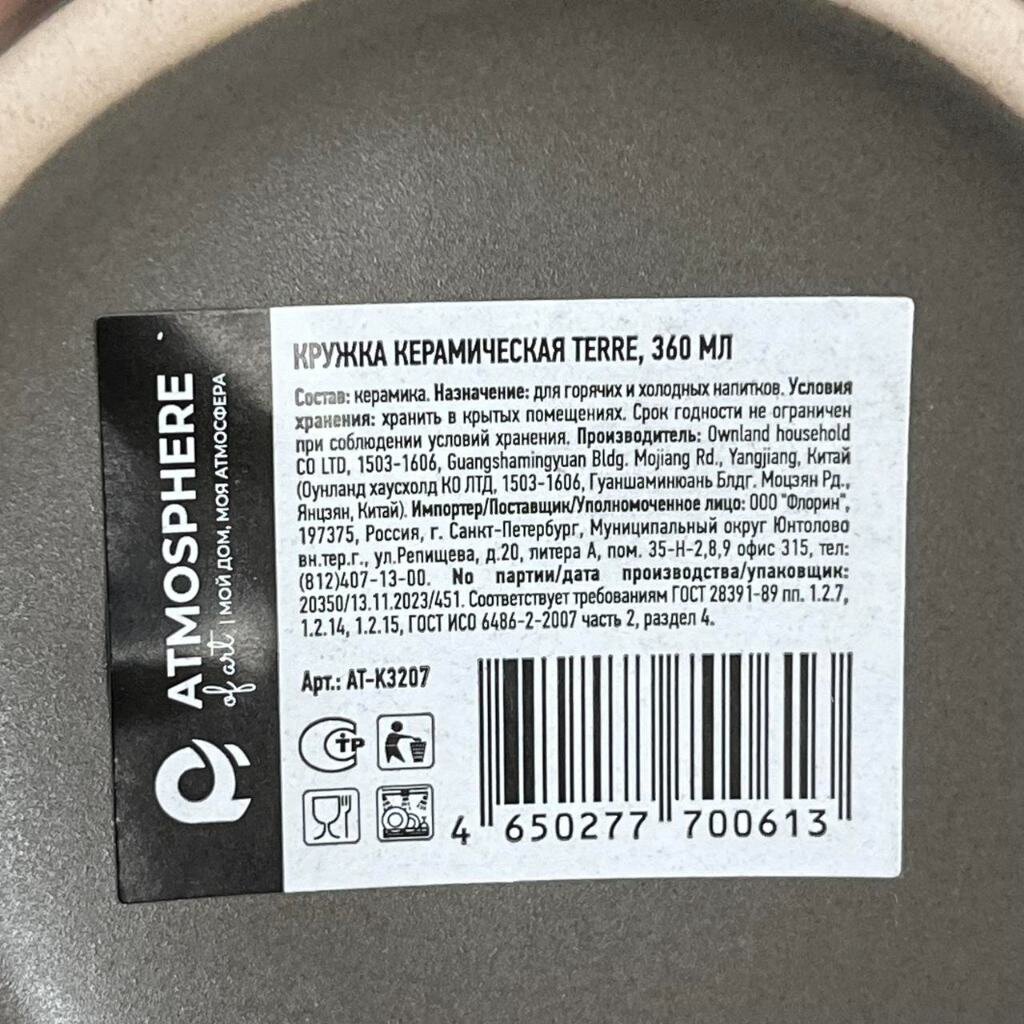 ATMOSPHERE
of art | МОЙ ДОМ, МОЯ АТМОСФЕРА
КРУЖКА КЕРАМИЧЕСКАЯ TERRE, 360 МЛ
Состав: керамика. Назначение: для горячих и холодных напитков. Условия
хранения: хранить в крытых помещениях. Срок годности не ограничен
при соблюдении условий хранения. Производитель: Ownland household
CO LTD, 1503-1606, Guangshamingyuan Bldg. Mojiang Rd., Yangjiang, Китай
(Оунланд хаусхолд КО ЛТД, 1503-1606, Гуаншаминюань Блдг. Моцзян Рд.,
Янцзян, Китай). Импортер/Поставщик/Уполномоченное лицо: ООО "Флорин",
197375, Россия, г. Санкт-Петербург, Муниципальный округ Юнтолово
вн.тер.г., ул.Репищева, д.20, литера А, пом. 35-Н-2,8,9 офис 315, тел:
(812)407-13-00. No партии/дата производства/упаковщик:
20350/13.11.2023/451. Соответствует требованиям ГОСТ 28391-89 пп. 1.2.7,
1.2.14, 1.2.15, ГОСТ ИСО 6486-2-2007 часть 2, раздел 4.
Арт.: AT-K3207
СТР
4 650277 700613